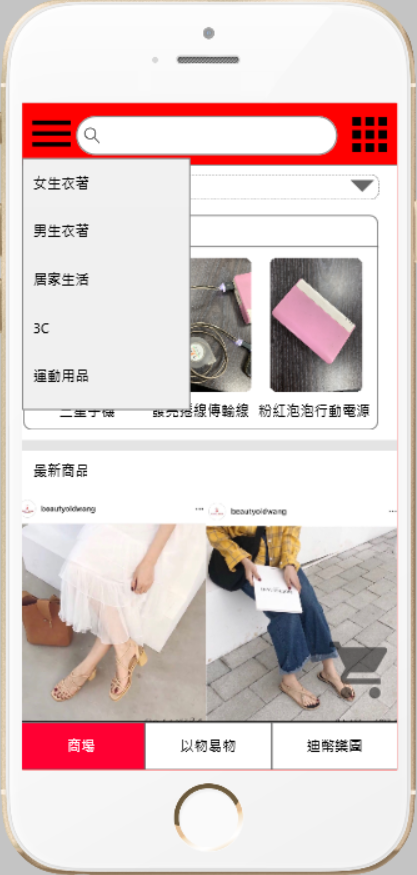 女生衣著
男生衣著
居家生活
3C
運動用品
三星手機
發亮捲線傳輸線
粉紅泡泡行動電源
最新商品
beautyoldwang
beautyoldwang
商場
以物易物
迪幣樂園